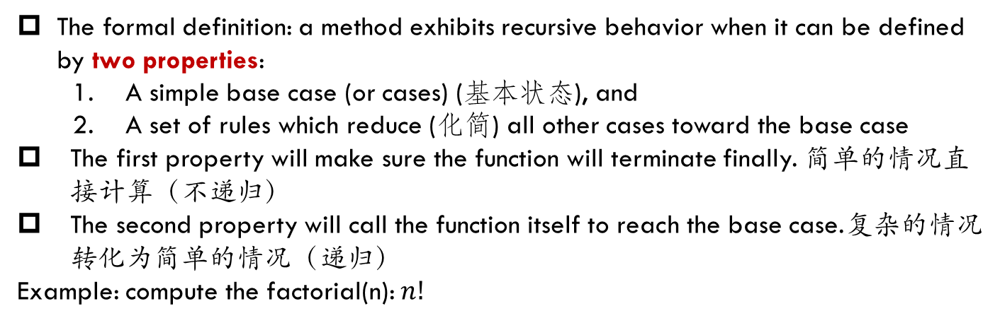 The formal definition: a method exhibits recursive behavior when it can be defined
by two properties:
1. A simple base case (or cases) (基本状态), and
2. A set of rules which reduce (化简) all other cases toward the base case
The first property will make sure the function will terminate finally. 简单的情况直
接计算（不递归）
The second property will call the function itself to reach the base case.复杂的情况
转化为简单的情况（递归）
Example: compute the factorial(n): n!